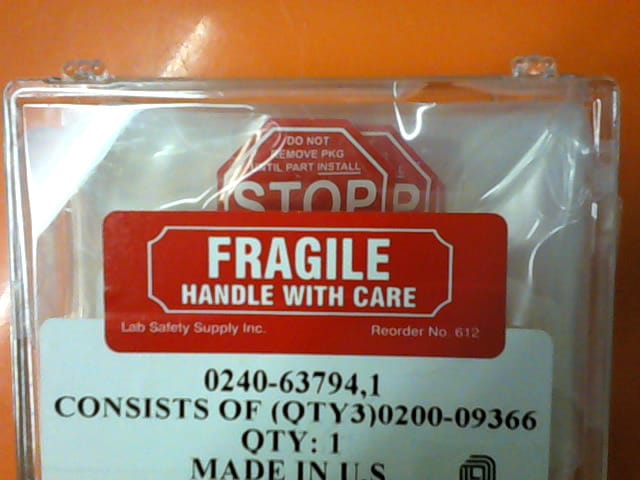 DO NOT
REMOVE PKG
UNTIL PART INSTALL
STOP P
FRAGILE
HANDLE WITH CARE
Lab Safety Supply Inc. Reorder No. 612
0240-63794,1
CONSISTS OF (QTY3)0200-09366
QTY: 1
MADE IN U.S